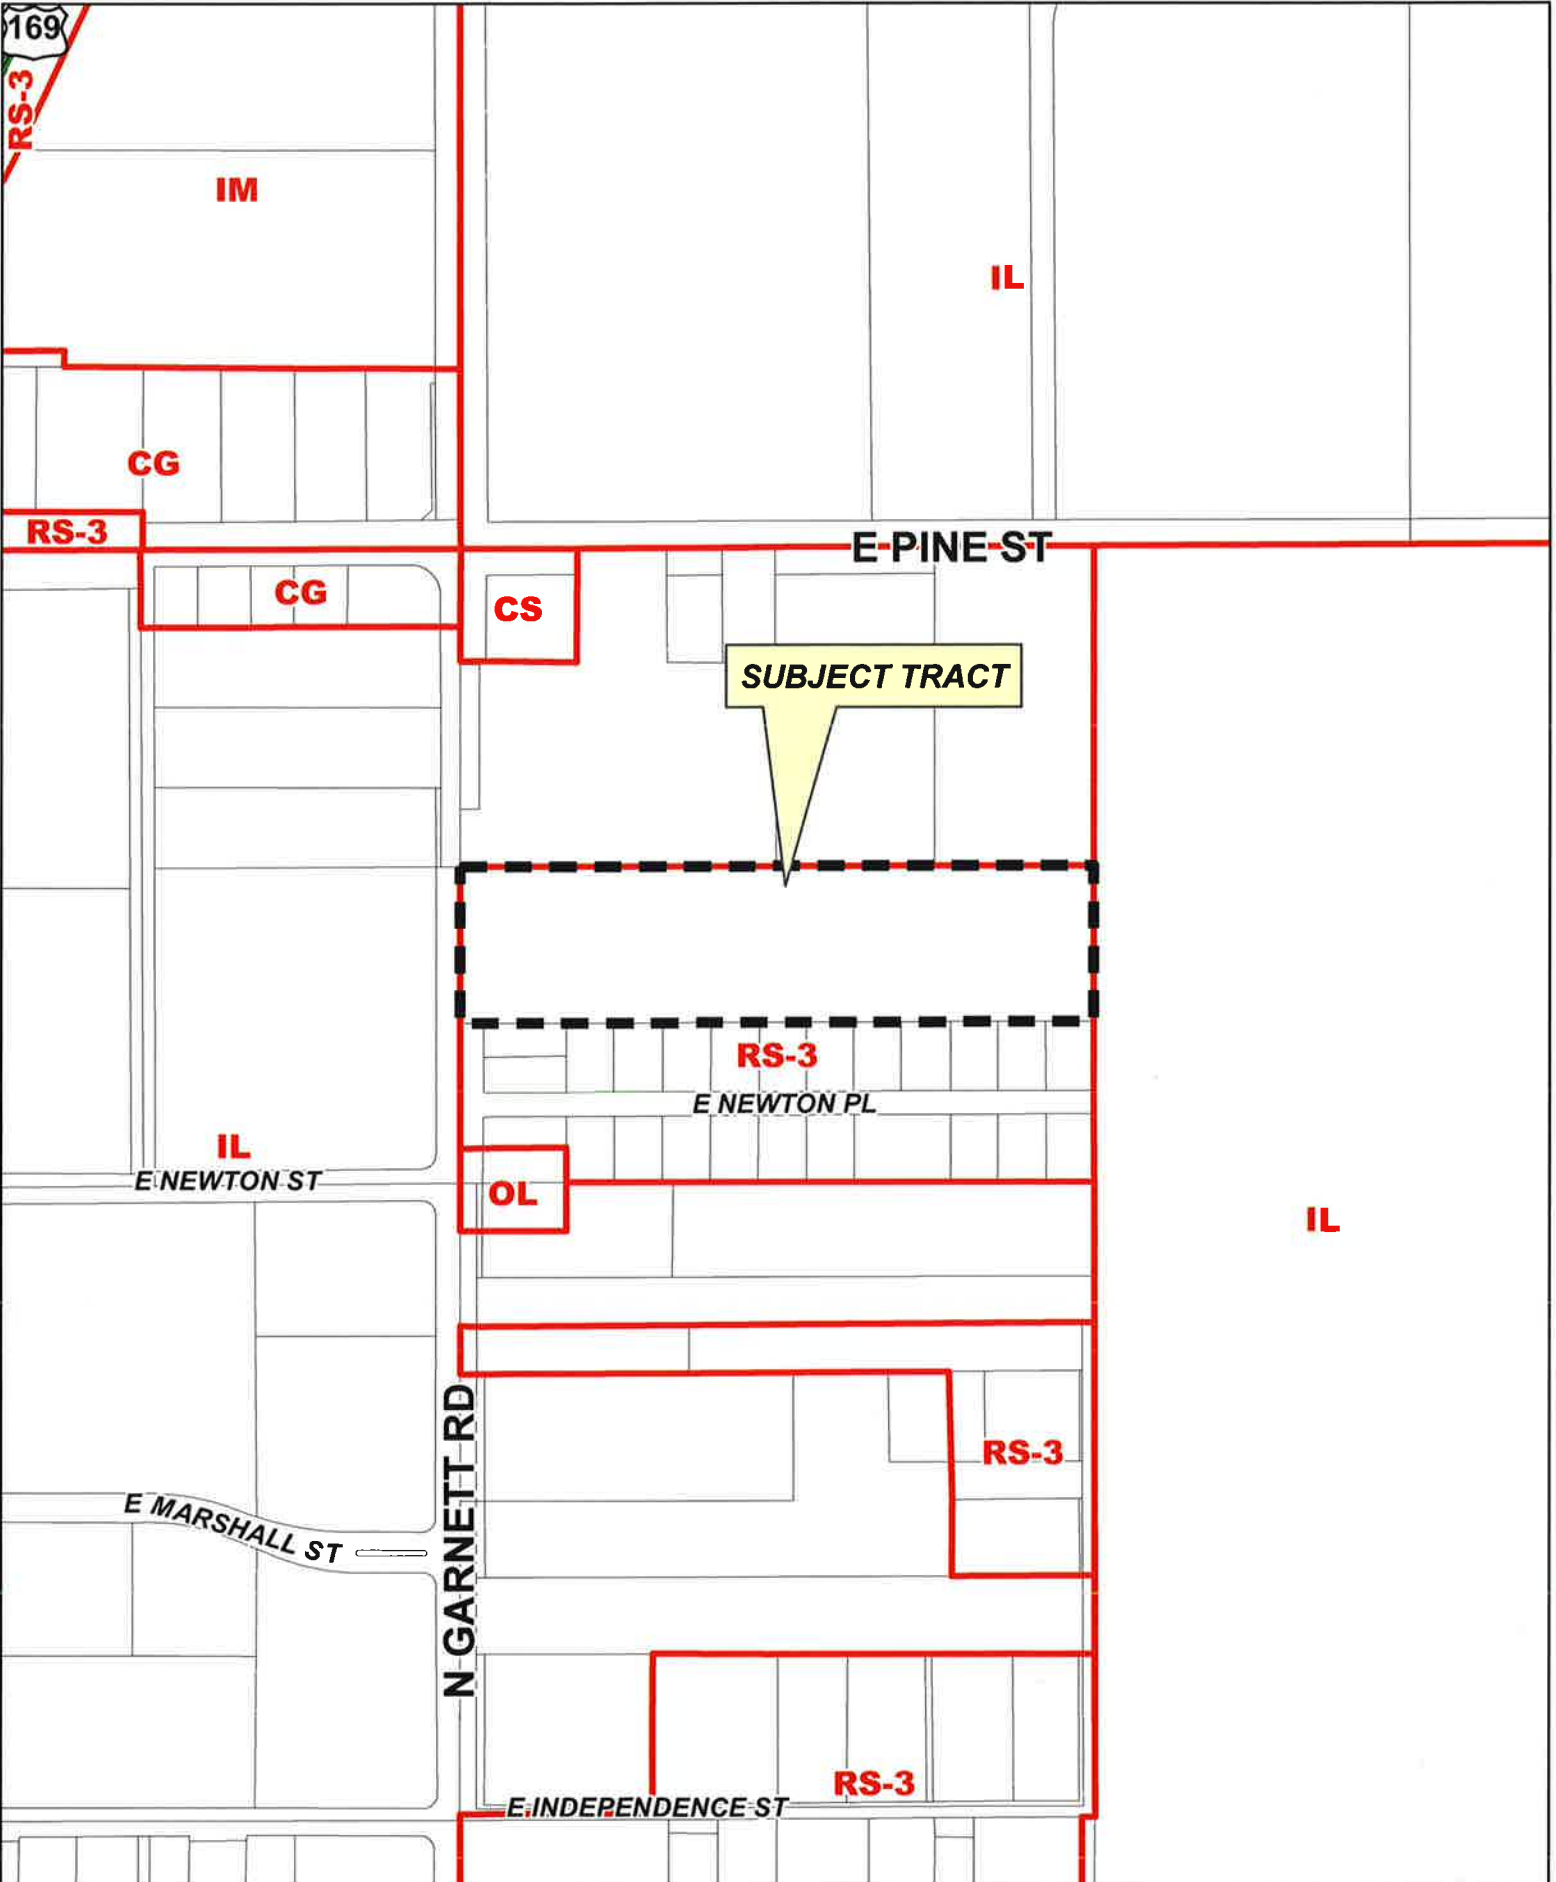 169
RS-3
IM
IL
CG
RS-3
E PINE ST
CG
CS
SUBJECT TRACT
RS-3
E NEWTON PL
IL
E NEWTON ST
OL
IL
N GARNETT RD
RS-3
E MARSHALL ST
RS-3
E INDEPENDENCE ST